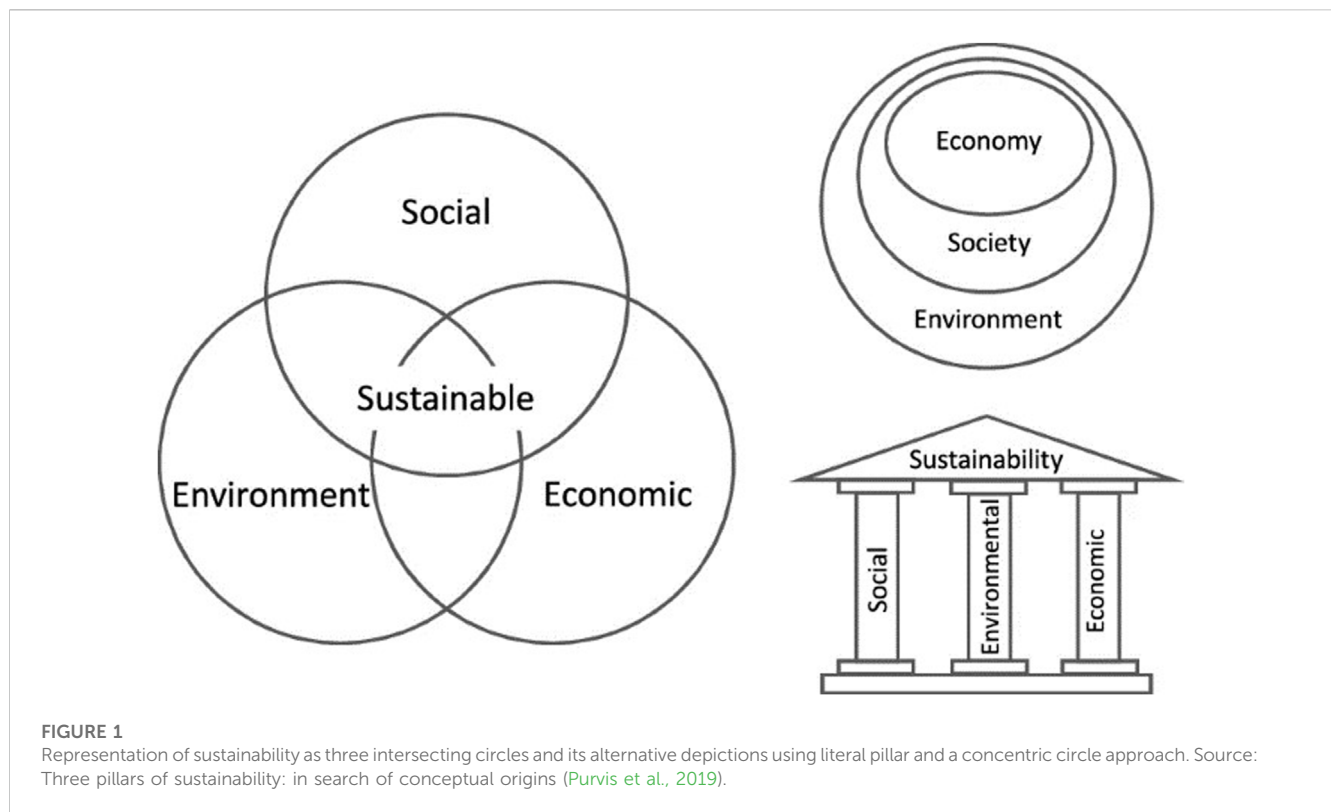 Social
Sustainable
Environment
Economic
Economy
Society
Environment
Sustainability
Social
Environmental
Economic
FIGURE 1
Representation of sustainability as three intersecting circles and its alternative depictions using literal pillar and a concentric circle approach. Source:
Three pillars of sustainability: in search of conceptual origins (Purvis et al., 2019).